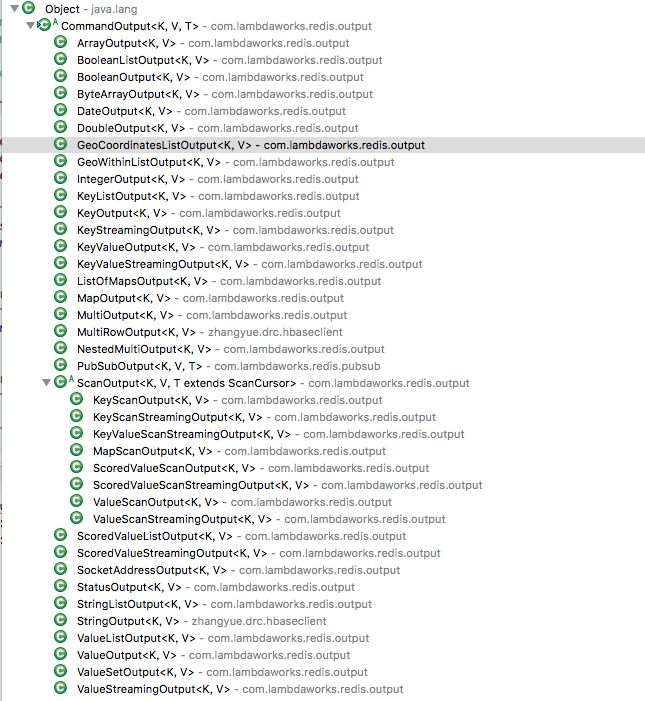 Object - java.lang
CommandOutput<K, V, T> - com.lambdaworks.redis.output
ArrayOutput<K, V> - com.lambdaworks.redis.output
BooleanListOutput<K, V> - com.lambdaworks.redis.output
BooleanOutput<K, V> - com.lambdaworks.redis.output
ByteArrayOutput<K, V> - com.lambdaworks.redis.output
DateOutput<K, V> - com.lambdaworks.redis.output
DoubleOutput<K, V> - com.lambdaworks.redis.output
GeoCoordinatesListOutput<K, V> - com.lambdaworks.redis.output
GeoWithinListOutput<K, V> - com.lambdaworks.redis.output
IntegerOutput<K, V> - com.lambdaworks.redis.output
KeyListOutput<K, V> - com.lambdaworks.redis.output
KeyOutput<K, V> - com.lambdaworks.redis.output
KeyStreamingOutput<K, V> - com.lambdaworks.redis.output
KeyValueOutput<K, V> - com.lambdaworks.redis.output
KeyValueStreamingOutput<K, V> - com.lambdaworks.redis.output
ListOfMapsOutput<K, V> - com.lambdaworks.redis.output
MapOutput<K, V> - com.lambdaworks.redis.output
MultiOutput<K, V> - com.lambdaworks.redis.output
MultiRowOutput<K, V> - zhangyue.drc.hbaseclient
NestedMultiOutput<K, V> - com.lambdaworks.redis.output
PubSubOutput<K, V, T> - com.lambdaworks.redis.pubsub
ScanOutput<K, V, T extends ScanCursor> - com.lambdaworks.redis.output
KeyScanOutput<K, V> - com.lambdaworks.redis.output
KeyScanStreamingOutput<K, V> - com.lambdaworks.redis.output
KeyValueScanStreamingOutput<K, V> - com.lambdaworks.redis.output
MapScanOutput<K, V> - com.lambdaworks.redis.output
ScoredValueScanOutput<K, V> - com.lambdaworks.redis.output
ScoredValueScanStreamingOutput<K, V> - com.lambdaworks.redis.output
ValueScanOutput<K, V> - com.lambdaworks.redis.output
ValueScanStreamingOutput<K, V> - com.lambdaworks.redis.output
ScoredValueListOutput<K, V> - com.lambdaworks.redis.output
ScoredValueStreamingOutput<K, V> - com.lambdaworks.redis.output
SocketAddressOutput<K, V> - com.lambdaworks.redis.output
StatusOutput<K, V> - com.lambdaworks.redis.output
StringListOutput<K, V> - com.lambdaworks.redis.output
StringOutput<K, V> - zhangyue.drc.hbaseclient
ValueListOutput<K, V> - com.lambdaworks.redis.output
ValueOutput<K, V> - com.lambdaworks.redis.output
ValueSetOutput<K, V> - com.lambdaworks.redis.output
ValueStreamingOutput<K, V> - com.lambdaworks.redis.output